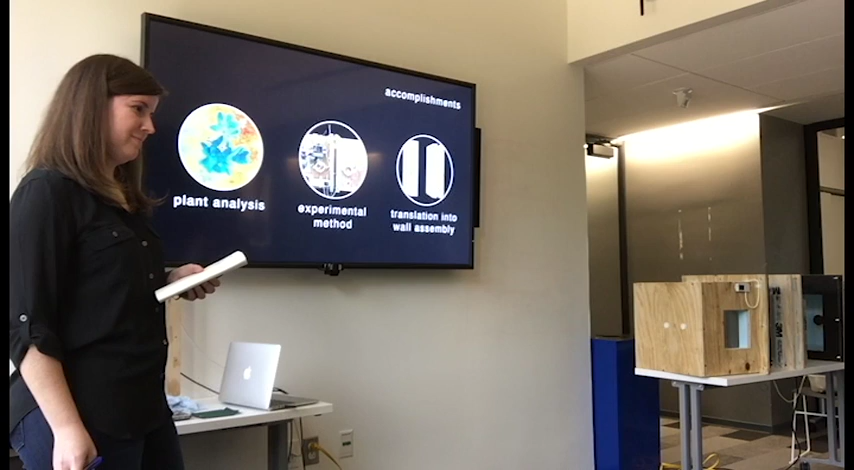 accomplishments
plant analysis
experimental
method
translation into
wall assembly